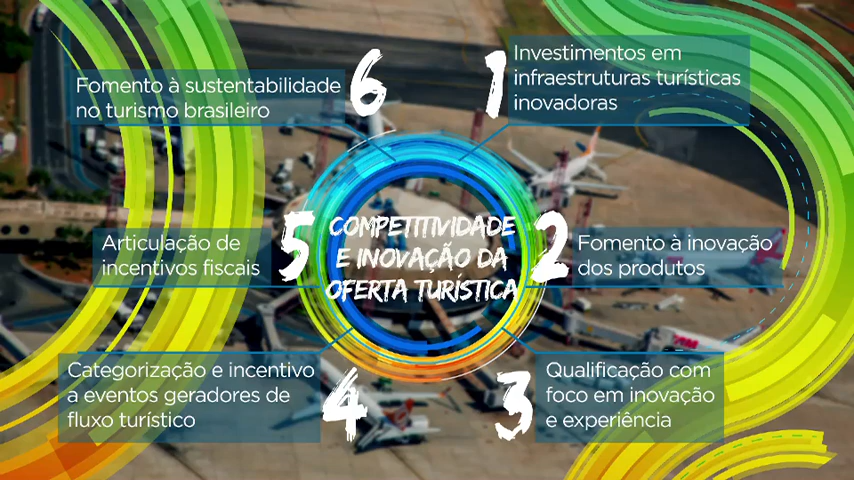 1
Investimentos em
infraestruturas turísticas
inovadoras
2
Fomento à inovação
dos produtos
3
Qualificação com
foco em inovação
e experiência
4
Categorização e incentivo
a eventos geradores de
fluxo turístico
5
Articulação de
incentivos fiscais
6
Fomento à sustentabilidade
no turismo brasileiro
COMPETITIVIDADE
E INOVAÇÃO DA
OFERTA TURÍSTICA
TAM